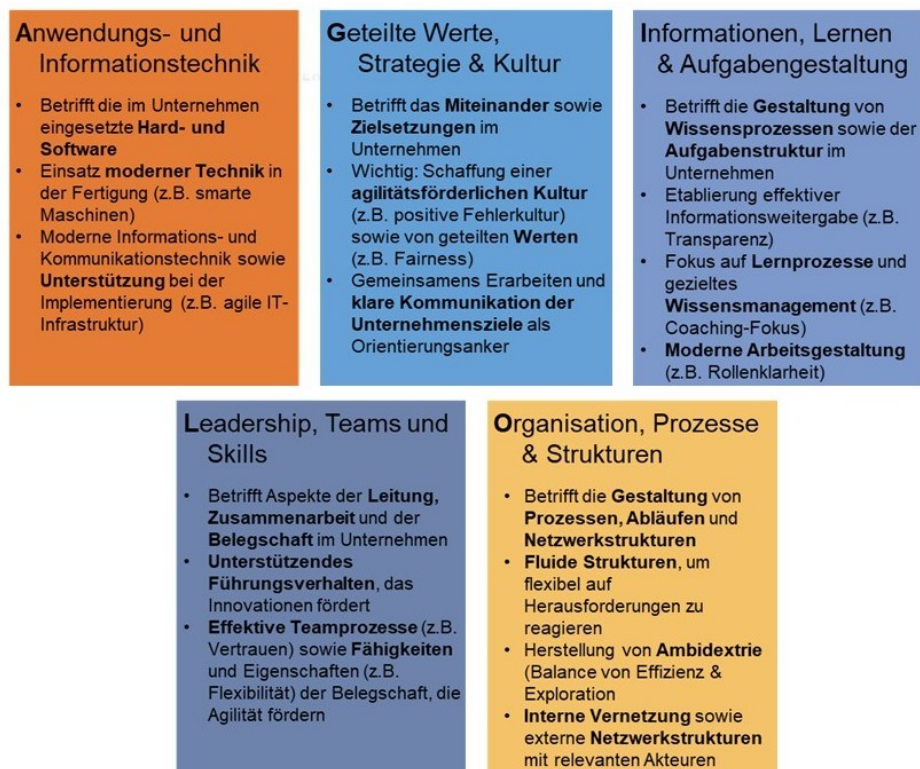 Anwendungs- und
Informationstechnik
• Betrifft die im Unternehmen
eingesetzte Hard- und
Software
• Einsatz moderner Technik in
der Fertigung (z.B. smarte
Maschinen)
• Moderne Informations- und
Kommunikationstechnik sowie
Unterstützung bei der
Implementierung (z.B. agile IT-
Infrastruktur)
Geteilte Werte,
Strategie & Kultur
• Betrifft das Miteinander sowie
Zielsetzungen im
Unternehmen
• Wichtig: Schaffung einer
agilitätsförderlichen Kultur
(z.B. positive Fehlerkultur)
sowie von geteilten Werten
(z.B. Fairness)
• Gemeinsamens Erarbeiten und
klare Kommunikation der
Unternehmensziele als
Orientierungsanker
Informationen, Lernen
& Aufgabengestaltung
• Betrifft die Gestaltung von
Wissensprozessen sowie der
Aufgabenstruktur im
Unternehmen
• Etablierung effektiver
Informationsweitergabe (z.B.
Transparenz)
• Fokus auf Lernprozesse und
gezieltes
Wissensmanagement (z.B.
Coaching-Fokus)
• Moderne Arbeitsgestaltung
(z.B. Rollenklarheit)
Leadership, Teams und
Skills
• Betrifft Aspekte der Leitung,
Zusammenarbeit und der
Belegschaft im Unternehmen
• Unterstützendes
Führungsverhalten, das
Innovationen fördert
• Effektive Teamprozesse (z.B.
Vertrauen) sowie Fähigkeiten
und Eigenschaften (z.B.
Flexibilität) der Belegschaft, die
Agilität fördern
Organisation, Prozesse
& Strukturen
• Betrifft die Gestaltung von
Prozessen, Abläufen und
Netzwerkstrukturen
• Fluide Strukturen, um
flexibel auf
Herausforderungen zu
reagieren
• Herstellung von Ambidextrie
(Balance von Effizienz &
Exploration
• Interne Vernetzung sowie
externe Netzwerkstrukturen
mit relevanten Akteuren